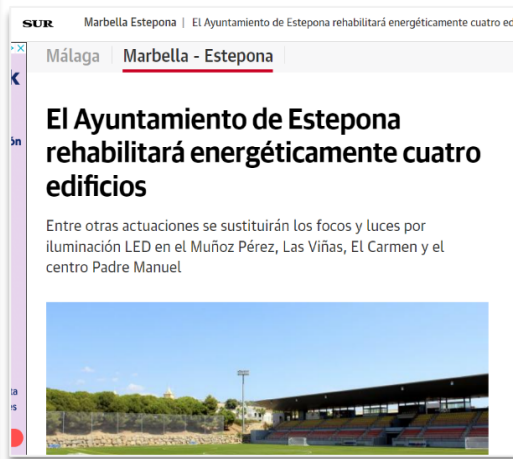 SUR Marbella Estepona | El Ayuntamiento de Estepona rehabilitará energéticamente cuatro ed
Málaga Marbella - Estepona
El Ayuntamiento de Estepona
rehabilitará energéticamente cuatro
edificios
Entre otras actuaciones se sustituirán los focos y luces por
iluminación LED en el Muñoz Pérez, Las Viñas, El Carmen y el
centro Padre Manuel